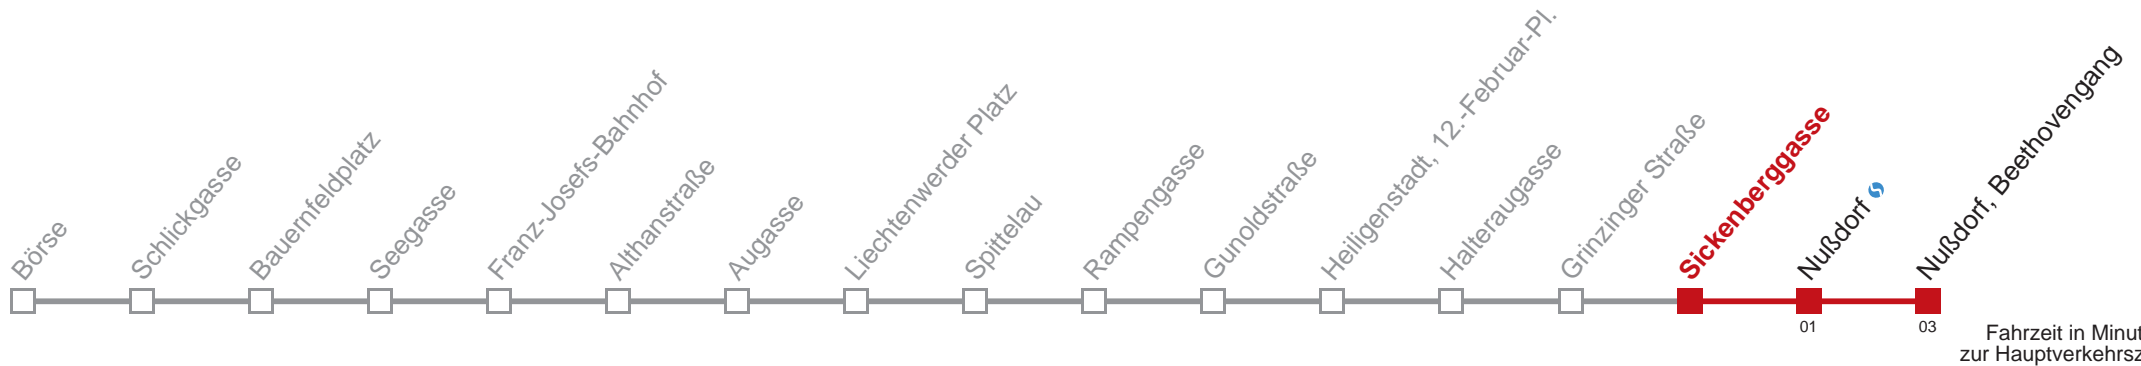 Börse
Schlickgasse
Bauernfeldplatz
Seegasse
Franz-Josefs-Bahnhof
Althanstraße
Augasse
Liechtenwerder Platz
Spittelau
Rampengasse
Gunoldstraße
Heiligenstadt, 12.-Februar-Pl.
Halteraugasse
Grinzinger Straße
Sickenberggasse
Nußdorf
Nußdorf, Beethovengang
01
03
Fahrzeit in Minut
zur Hauptverkehrsz